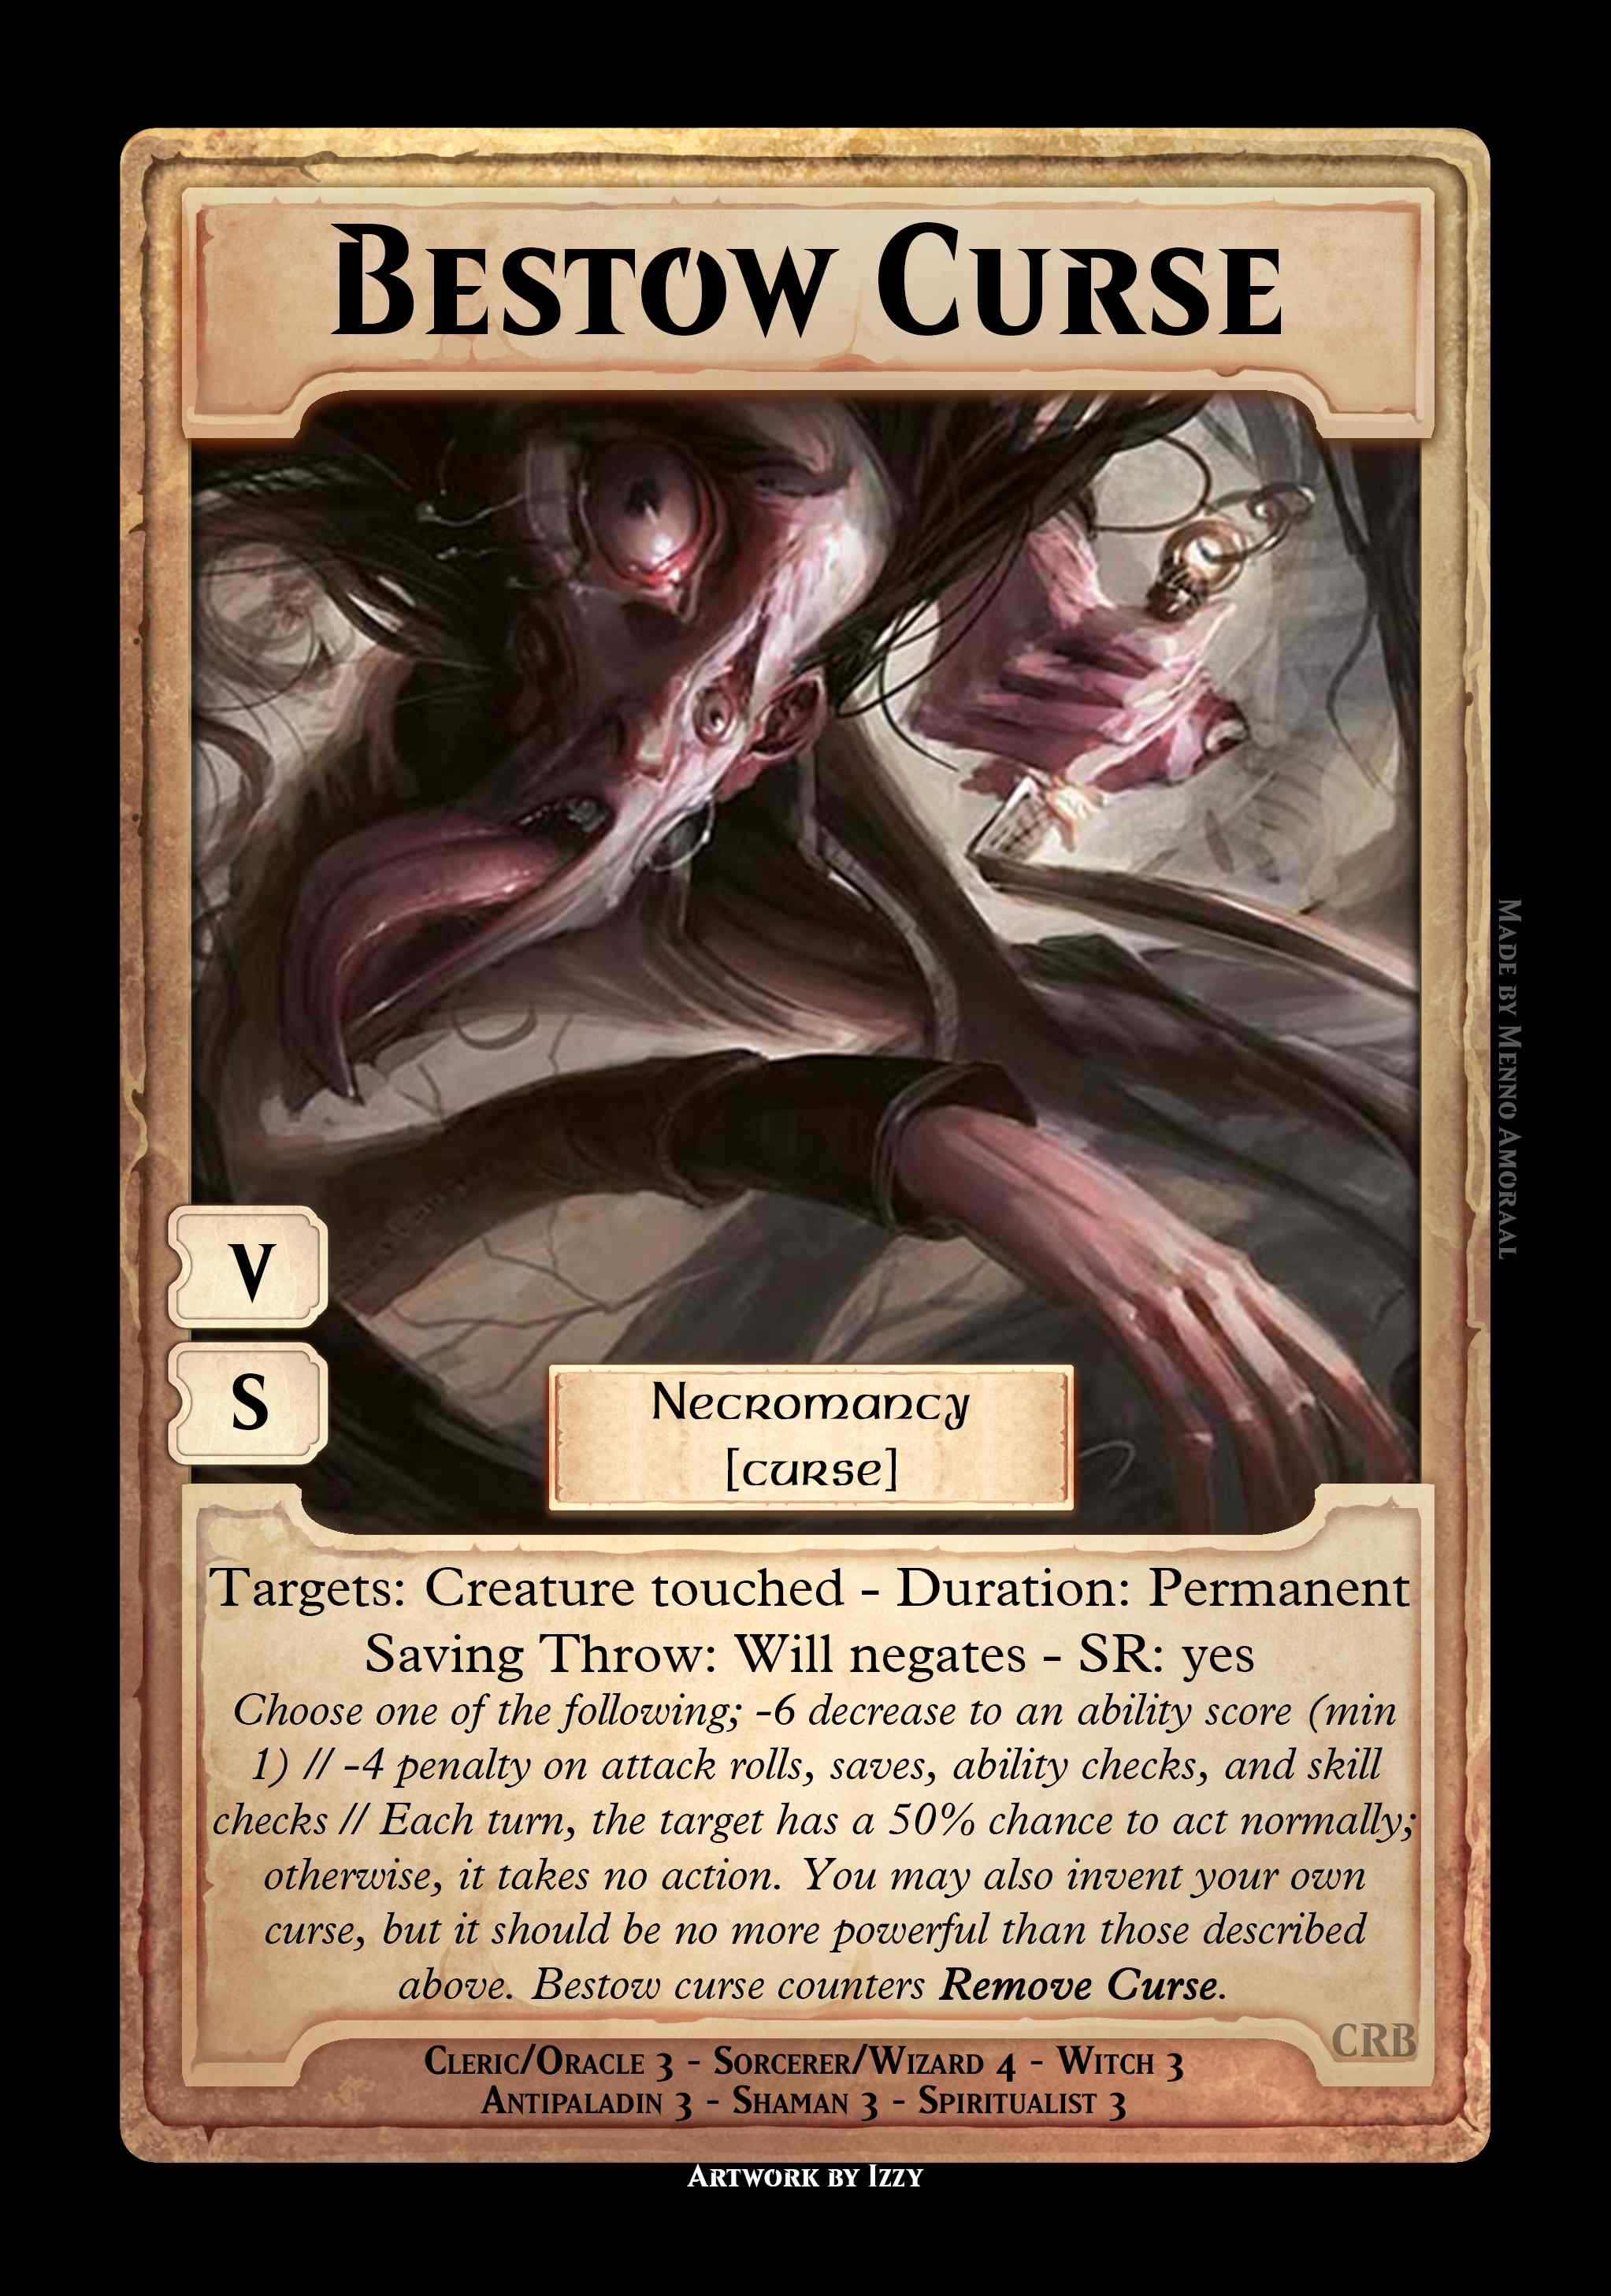 Bestow Curse
V
S
Necromancy
[curse]
Targets: Creature touched - Duration: Permanent
Saving Throw: Will negates - SR: yes
Choose one of the following; -6 decrease to an ability score (min
1) // -4 penalty on attack rolls, saves, ability checks, and skill
checks // Each turn, the target has a 50% chance to act normally;
otherwise, it takes no action. You may also invent your own
curse, but it should be no more powerful than those described
above. Bestow curse counters Remove Curse.
CRB
Cleric/Oracle 3 - Sorcerer/Wizard 4 - Witch 3
Antipaladin 3 - Shaman 3 - Spiritualist 3
Artwork by Izzy
Made by Menno Amoraal